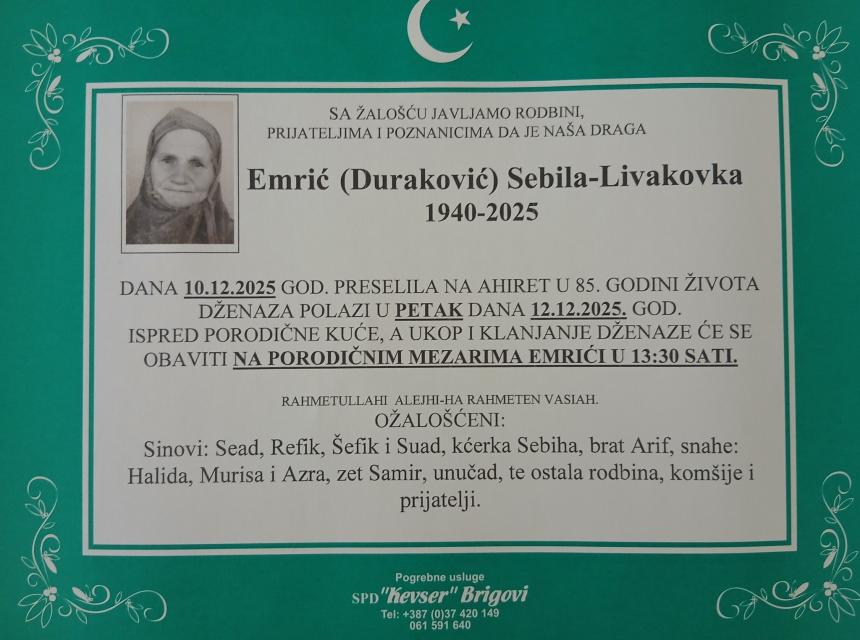 SA ŽALOŠĆU JAVLJAMO RODBINI,
PRIJATELJIMA I POZNANICIMA DA JE NAŠA DRAGA
Emrić (Duraković) Sebila-Livakovka
1940-2025
DANA 10.12.2025 GOD. PRESELILA NA AHIRET U 85. GODINI ŽIVOTA
DŽENAZA POLAZI U PETAK DANA 12.12.2025. GOD.
ISPRED PORODIČNE KUĆE, A UKOP I KLANJANJE DŽENAZE ĆE SE
OBAVITI NA PORODIČNIM MEZARIMA EMRIĆI U 13:30 SATI.
RAHMETULLAHI ALEJHI-HA RAHMETEN VASIAH.
OŽALOŠĆENI:
Sinovi: Sead, Refik, Šefik i Suad, kćerka Sebiha, brat Arif, snahe:
Halida, Murisa i Azra, zet Samir, unučad, te ostala rodbina, komšije i
prijatelji.
Pogrebne usluge
SPD "Kevser" Brigovi
Tel: +387 (0)37 420 149
061 591 640